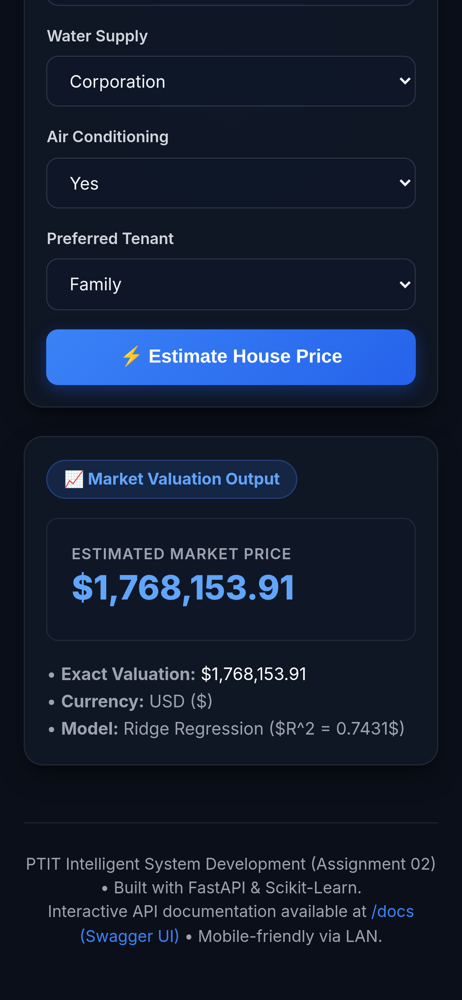 Water Supply
Corporation
Air Conditioning
Yes
Preferred Tenant
Family
⚡ Estimate House Price
📈 Market Valuation Output
ESTIMATED MARKET PRICE
$1,768,153.91
• Exact Valuation: $1,768,153.91
• Currency: USD ($)
• Model: Ridge Regression ($R^2 = 0.7431$)
PTIT Intelligent System Development (Assignment 02)
• Built with FastAPI & Scikit-Learn.
Interactive API documentation available at /docs
(Swagger UI) • Mobile-friendly via LAN.